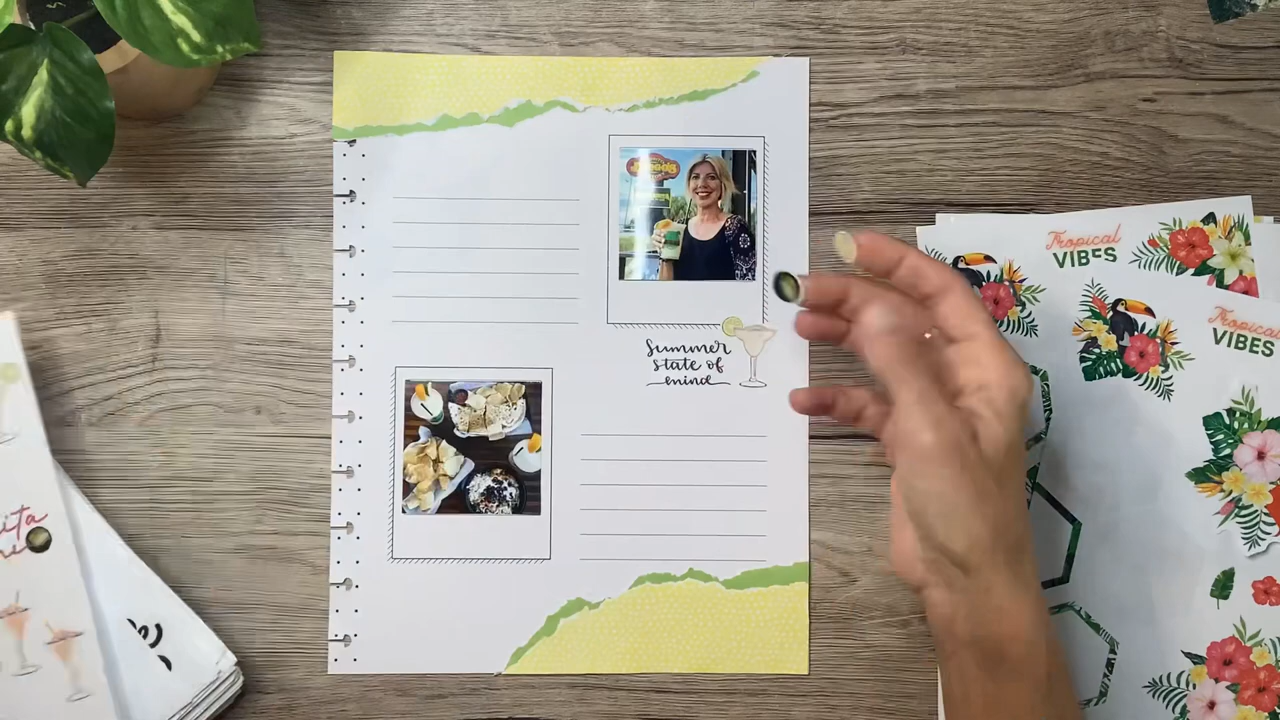 Summer
state of
mind
Tropical
VIBES
Tropical
VIBES